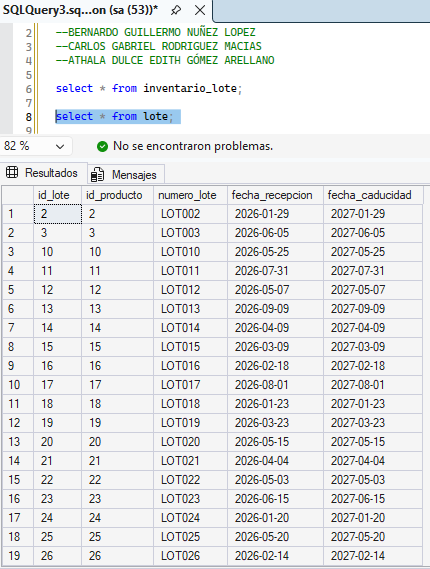 SQLQuery3.sq...on (sa (53))*
2 --BERNARDO GUILLERMO NUÑEZ LOPEZ
3 --CARLOS GABRIEL RODRIGUEZ MACIAS
4 --ATHALA DULCE EDITH GÓMEZ ARELLANO
5
6 select * from inventario_lote;
7
8 select * from lote;
9
82 % No se encontraron problemas.
Resultados Mensajes
id_lote id_producto numero_lote fecha_recepcion fecha_caducidad
1 2 2 LOT002 2026-01-29 2027-01-29
2 3 3 LOT003 2026-06-05 2027-06-05
3 10 10 LOT010 2026-05-25 2027-05-25
4 11 11 LOT011 2026-07-31 2027-07-31
5 12 12 LOT012 2026-05-07 2027-05-07
6 13 13 LOT013 2026-09-09 2027-09-09
7 14 14 LOT014 2026-04-09 2027-04-09
8 15 15 LOT015 2026-03-09 2027-03-09
9 16 16 LOT016 2026-02-18 2027-02-18
10 17 17 LOT017 2026-08-01 2027-08-01
11 18 18 LOT018 2026-01-23 2027-01-23
12 19 19 LOT019 2026-03-23 2027-03-23
13 20 20 LOT020 2026-05-15 2027-05-15
14 21 21 LOT021 2026-04-04 2027-04-04
15 22 22 LOT022 2026-05-03 2027-05-03
16 23 23 LOT023 2026-06-15 2027-06-15
17 24 24 LOT024 2026-01-20 2027-01-20
18 25 25 LOT025 2026-05-20 2027-05-20
19 26 26 LOT026 2026-02-14 2027-02-14